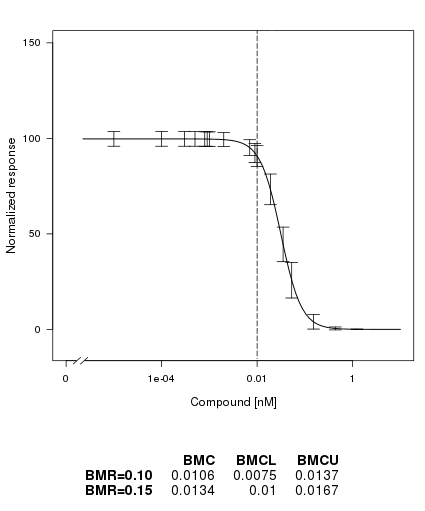 150
100
50
0
Normalized response
0 1e-04 0.01 1
Compound [nM]
BMC BMCL BMCU
BMR=0.10 0.0106 0.0075 0.0137
BMR=0.15 0.0134 0.01 0.0167